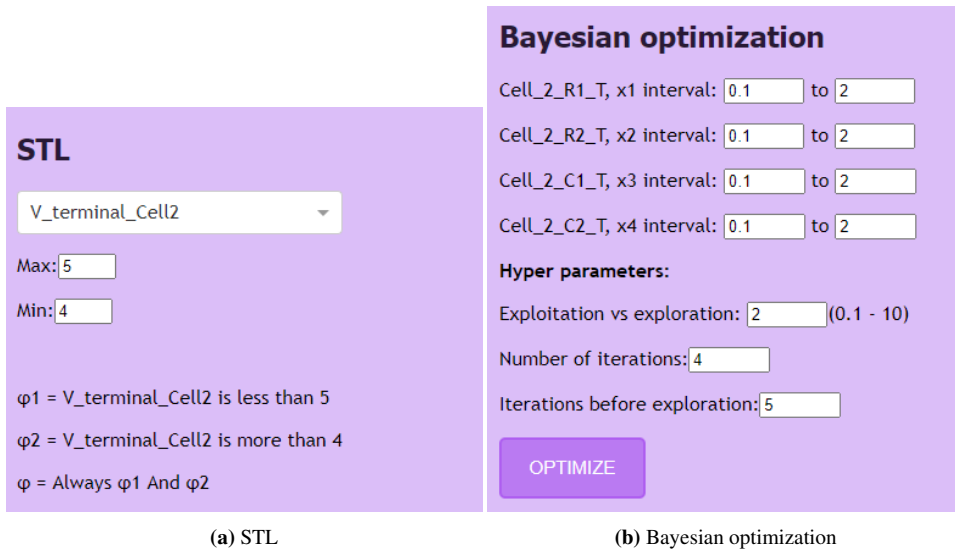 STL
V_terminal_Cell2
Max: 5
Min: 4
φ1 = V_terminal_Cell2 is less than 5
φ2 = V_terminal_Cell2 is more than 4
φ = Always φ1 And φ2
(a) STL
Bayesian optimization
Cell_2_R1_T, x1 interval: 0.1 to 2
Cell_2_R2_T, x2 interval: 0.1 to 2
Cell_2_C1_T, x3 interval: 0.1 to 2
Cell_2_C2_T, x4 interval: 0.1 to 2
Hyper parameters:
Exploitation vs exploration: 2 (0.1 - 10)
Number of iterations: 4
Iterations before exploration: 5
OPTIMIZE
(b) Bayesian optimization